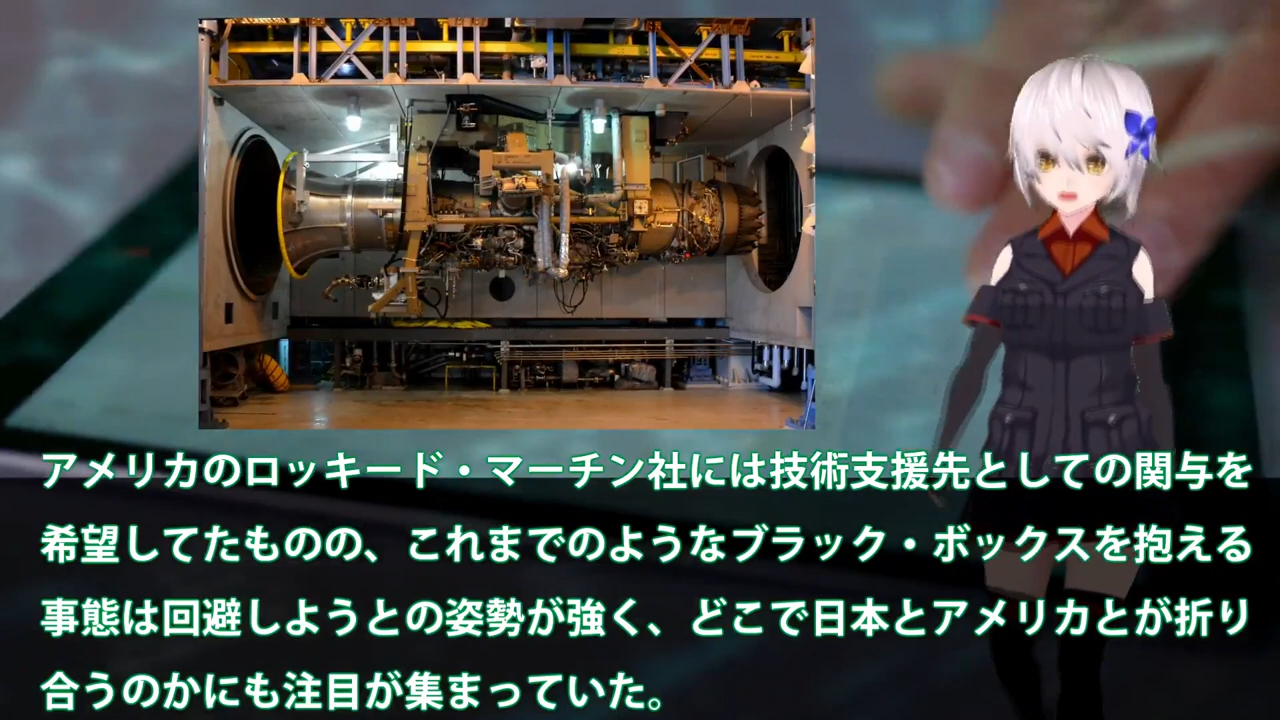 アメリカのロッキード・マーチン社には技術支援先としての関与を
希望してたものの、これまでのようなブラック・ボックスを抱える
事態は回避しようとの姿勢が強く、どこで日本とアメリカとが折り
合うのかにも注目が集まっていた。